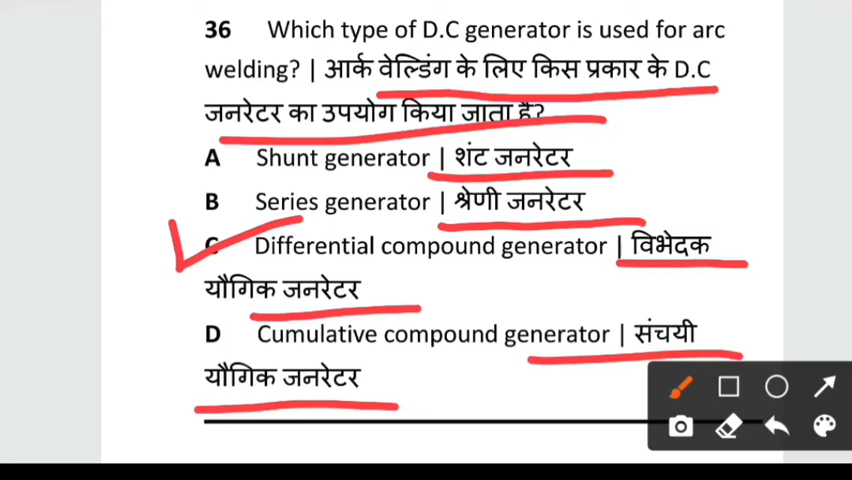 36 Which type of D.C generator is used for arc
welding? | आर्क वेल्डिंग के लिए किस प्रकार के D.C
जनरेटर का उपयोग किया जाता है?
A Shunt generator | शंट जनरेटर
B Series generator | श्रेणी जनरेटर
C Differential compound generator | विभेदक
यौगिक जनरेटर
D Cumulative compound generator | संचयी
यौगिक जनरेटर